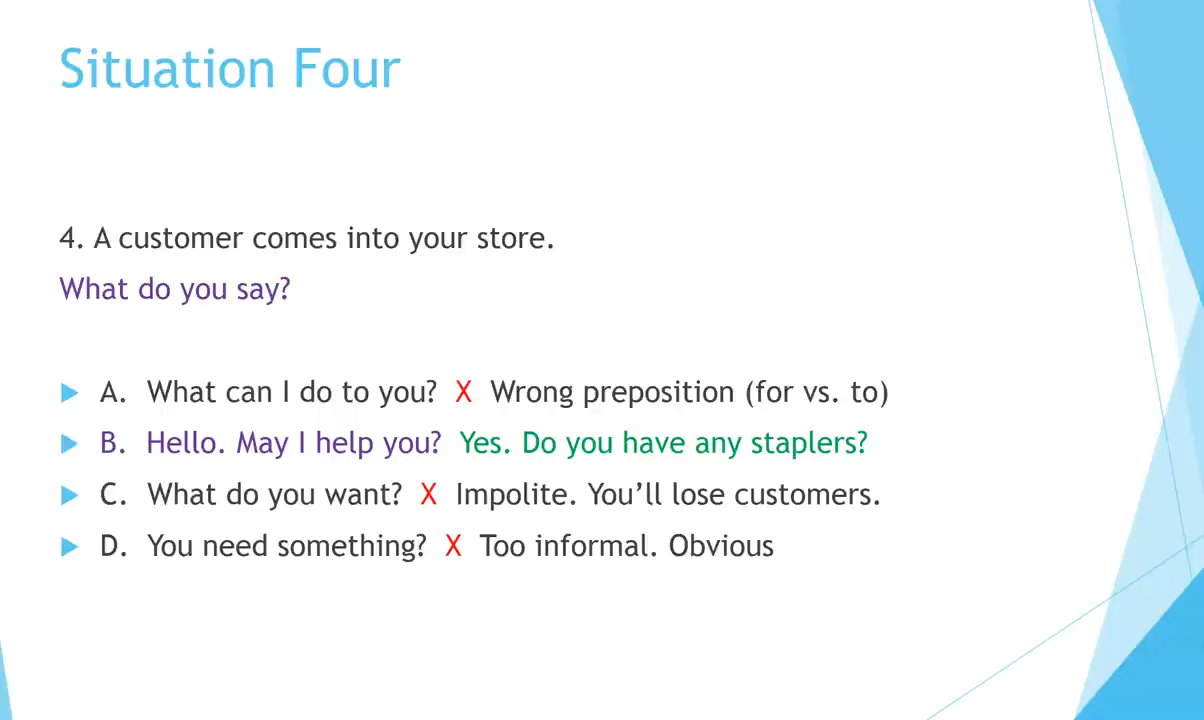 Situation Four
4. A customer comes into your store.
What do you say?
A. What can I do to you? X Wrong preposition (for vs. to)
B. Hello. May I help you? Yes. Do you have any staplers?
C. What do you want? X Impolite. You’ll lose customers.
D. You need something? X Too informal. Obvious